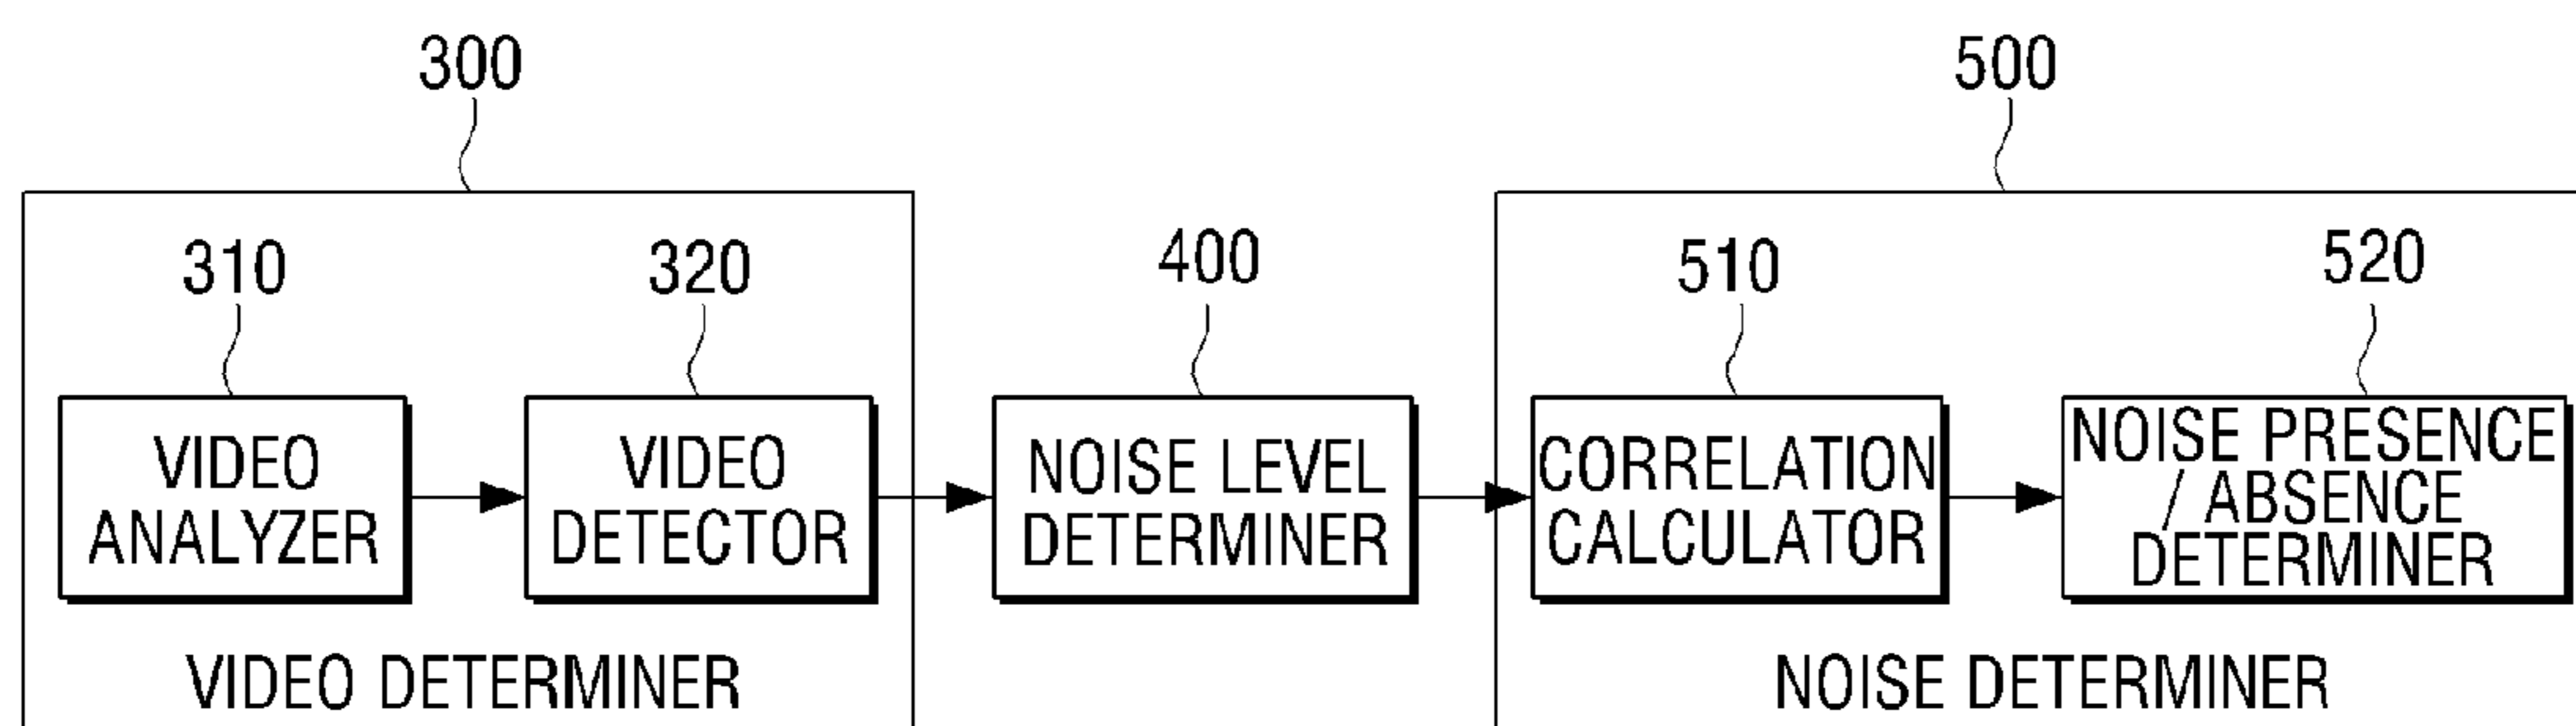 300
500
310
320
400
510
520
VIDEO
ANALYZER
VIDEO
DETECTOR
NOISE LEVEL
DETERMINER
CORRELATION
CALCULATOR
NOISE PRESENCE
/ ABSENCE
DETERMINER
VIDEO DETERMINER
NOISE DETERMINER